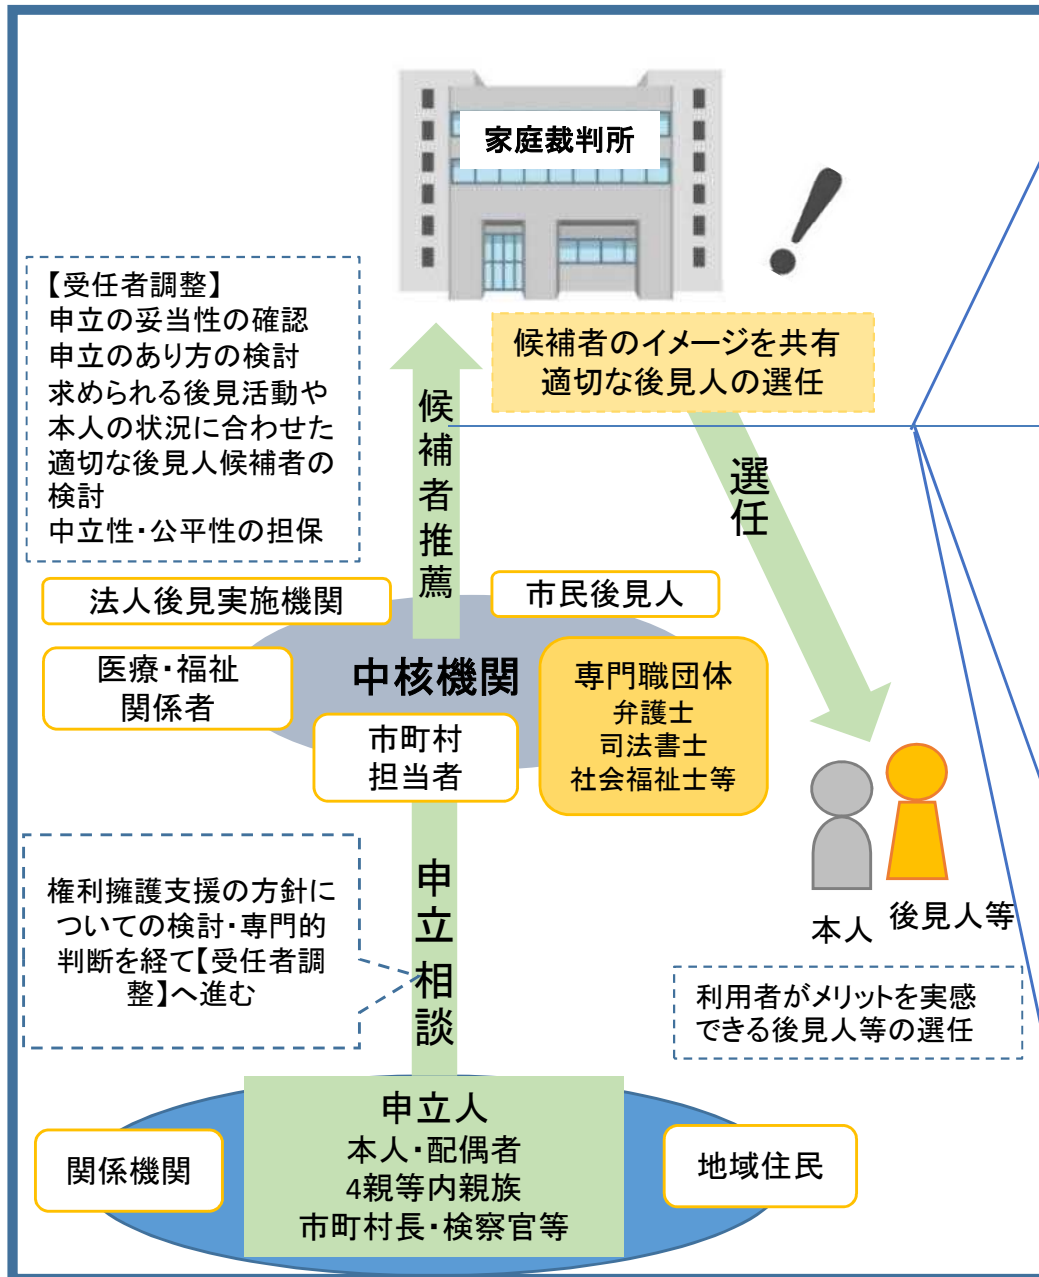 家庭裁判所
【受任者調整】
申立の妥当性の確認
申立のあり方の検討
求められる後見活動や
本人の状況に合わせた
適切な後見人候補者の
検討
中立性・公平性の担保
候補者のイメージを共有
適切な後見人の選任
候補者推薦
選任
法人後見実施機関
市民後見人
医療・福祉
関係者
中核機関
専門職団体
弁護士
司法書士
社会福祉士等
市町村
担当者
権利擁護支援の方針に
ついての検討・専門的
判断を経て【受任者調
整】へ進む
申立相談
本人
後見人等
利用者がメリットを実感
できる後見人等の選任
申立人
本人・配偶者
4親等内親族
市町村長・検察官等
関係機関
地域住民